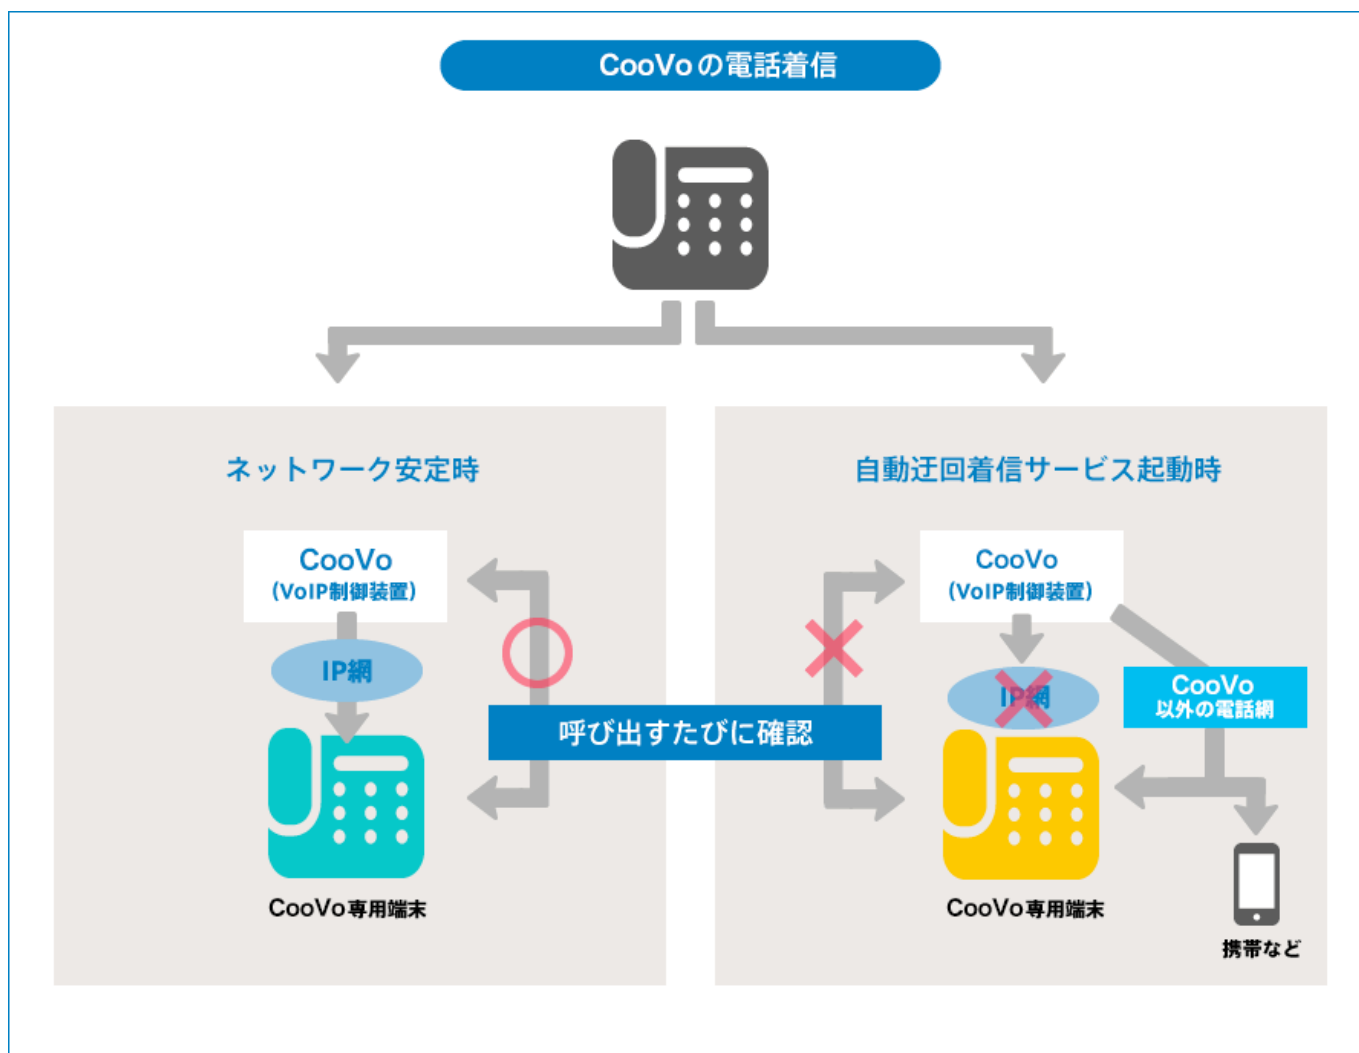 CooVoの電話着信
ネットワーク安定時
CooVo
（VoIP制御装置）
IP網
CooVo専用端末
呼び出すたびに確認
自動迂回着信サービス起動時
CooVo
（VoIP制御装置）
IP網
CooVo
以外の電話網
CooVo専用端末
携帯など